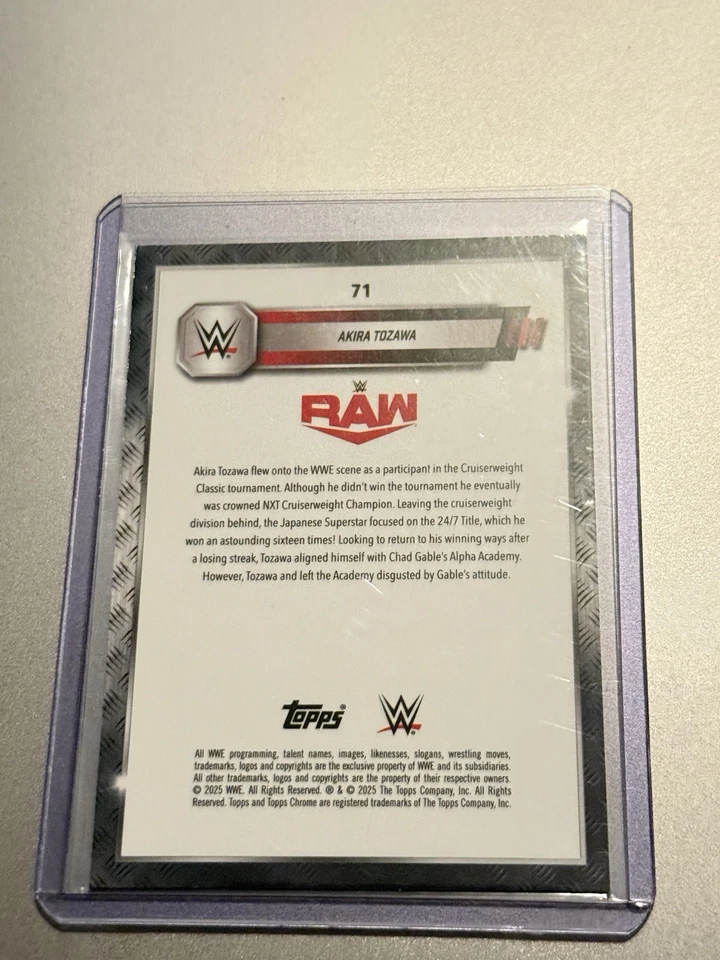 71
W
AKIRA TOZAWA
W
RAW
Akira Tozawa flew onto the WWE scene as a participant in the Cruiserweight
Classic tournament. Although he didn't win the tournament he eventually
was crowned NXT Cruiserweight Champion. Leaving the cruiserweight
division behind, the Japanese Superstar focused on the 24/7 Title, which he
won an astounding sixteen times! Looking to return to his winning ways after
a losing streak, Tozawa aligned himself with Chad Gable's Alpha Academy.
However, Tozawa and left the Academy disgusted by Gable's attitude.
topps® W
All WWE programming, talent names, images, likenesses, slogans, wrestling moves,
trademarks, logos and copyrights are the exclusive property of WWE and its subsidiaries.
All other trademarks, logos and copyrights are the property of their respective owners.
© 2025 WWE. All Rights Reserved. ® & © 2025 The Topps Company, Inc. All Rights
Reserved. Topps and Topps Chrome are registered trademarks of The Topps Company, Inc.